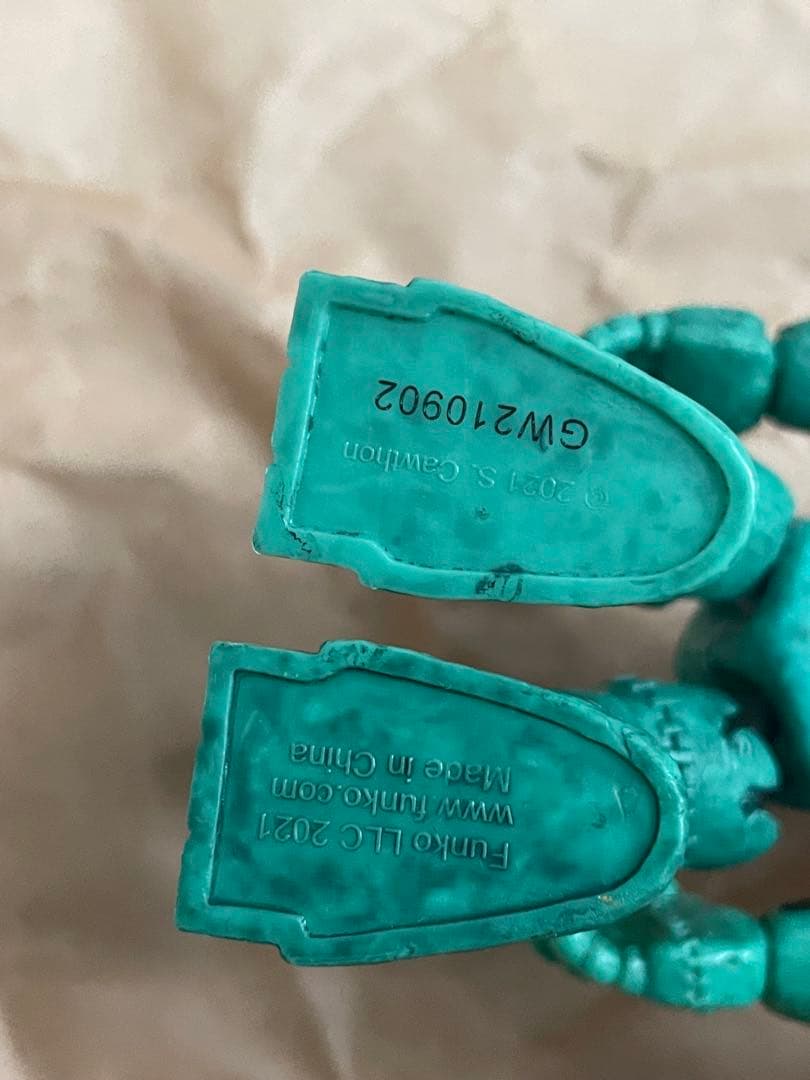 GW210902
© 2021 S. Cawthon
Funko LLC 2021
www.funko.com
Made in China